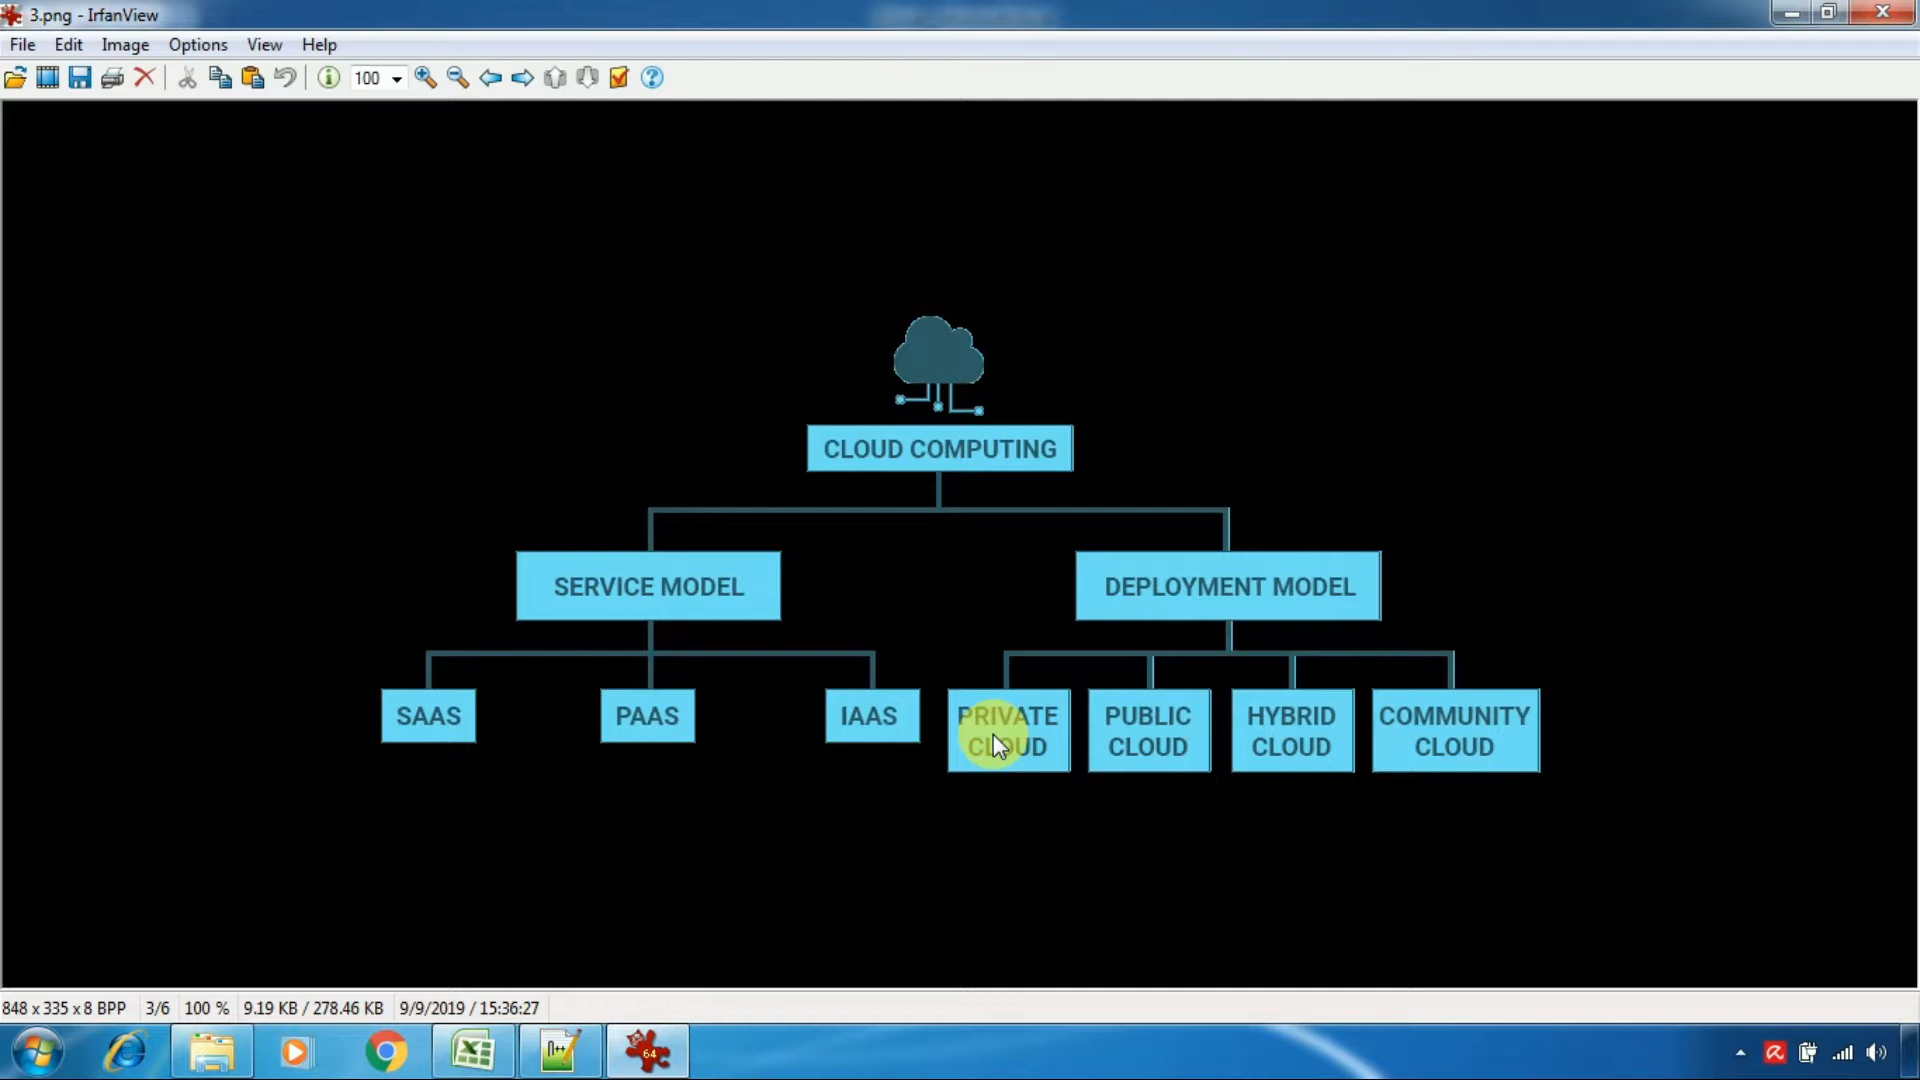 3.png - IrfanView
File Edit Image Options View Help
100
CLOUD COMPUTING
SERVICE MODEL
DEPLOYMENT MODEL
SAAS
PAAS
IAAS
PRIVATE
CLOUD
PUBLIC
CLOUD
HYBRID
CLOUD
COMMUNITY
CLOUD
848 x 335 x 8 BPP 3/6 100 % 9.19 KB / 278.46 KB 9/9/2019 / 15:36:27
64